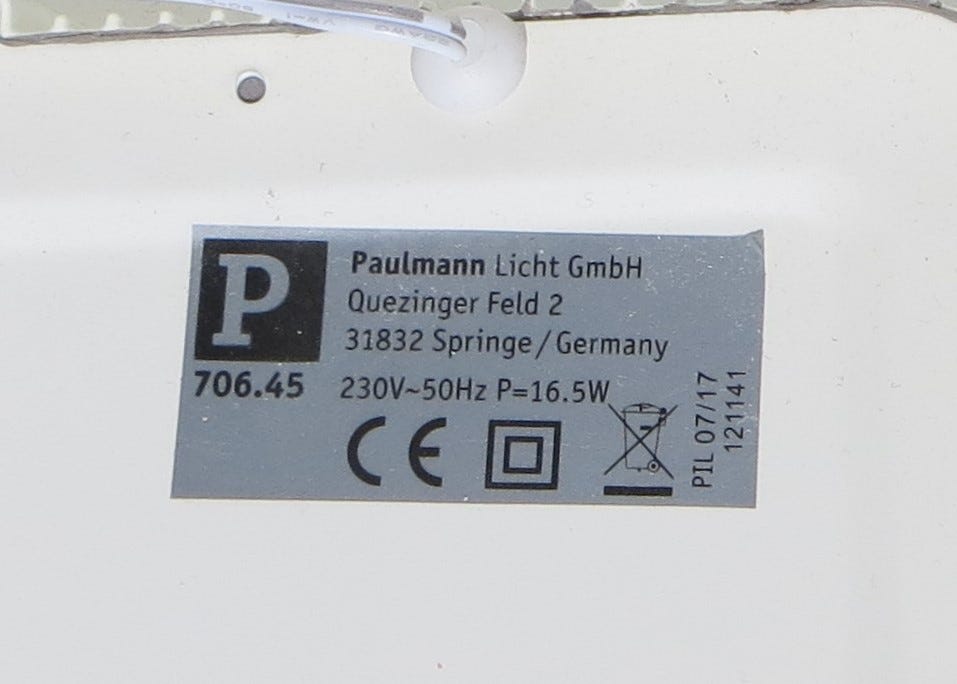 P
Paulmann Licht GmbH
Quezinger Feld 2
31832 Springe/Germany
706.45
230V~50Hz P=16.5W
CE
PIL 07/17
121141